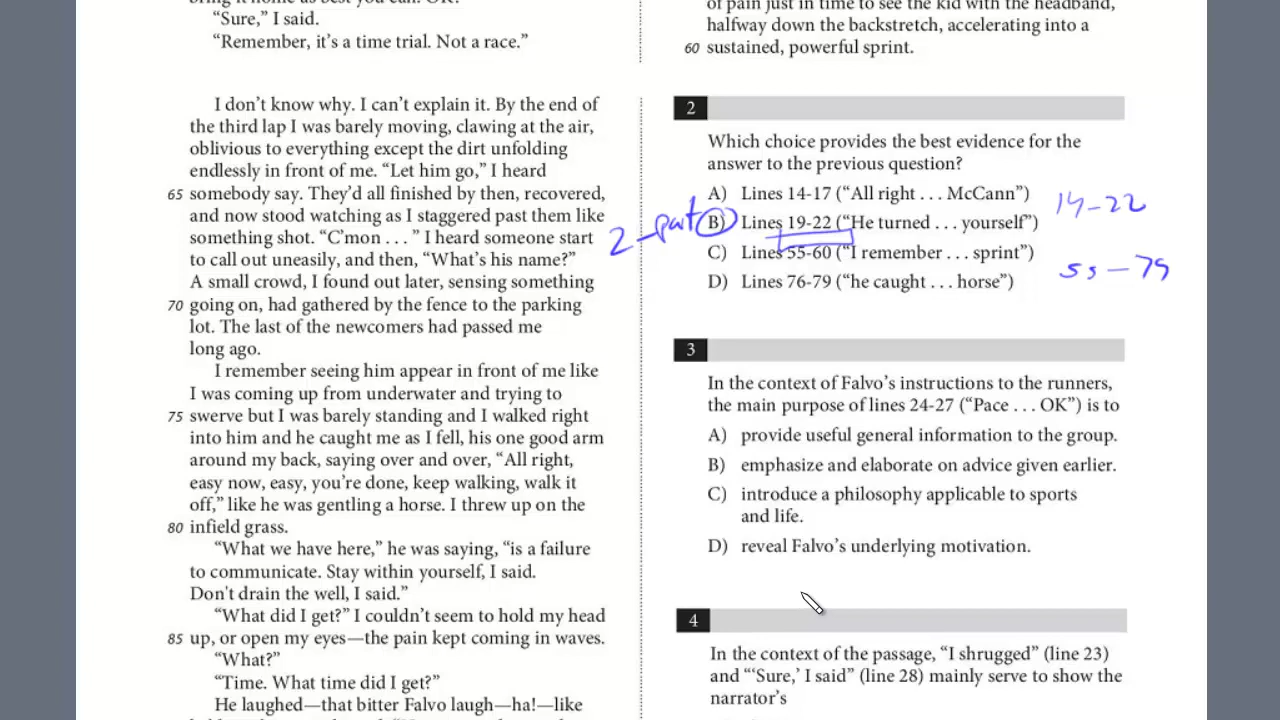 “Sure,” I said.
“Remember, it’s a time trial. Not a race.”
I don’t know why. I can’t explain it. By the end of
the third lap I was barely moving, clawing at the air,
oblivious to everything except the dirt unfolding
endlessly in front of me. “Let him go,” I heard
65 somebody say. They’d all finished by then, recovered,
and now stood watching as I staggered past them like
something shot. “C’mon . . . ” I heard someone start
to call out uneasily, and then, “What’s his name?”
A small crowd, I found out later, sensing something
70 going on, had gathered by the fence to the parking
lot. The last of the newcomers had passed me
long ago.
I remember seeing him appear in front of me like
I was coming up from underwater and trying to
75 swerve but I was barely standing and I walked right
into him and he caught me as I fell, his one good arm
around my back, saying over and over, “All right,
easy now, easy, you’re done, keep walking, walk it
off,” like he was gentling a horse. I threw up on the
80 infield grass.
“What we have here,” he was saying, “is a failure
to communicate. Stay within yourself, I said.
Don't drain the well, I said.”
“What did I get?” I couldn’t seem to hold my head
85 up, or open my eyes—the pain kept coming in waves.
“What?”
“Time. What time did I get?”
He laughed—that bitter Falvo laugh—ha!—like
of pain just in time to see the kid with the headband,
halfway down the backstretch, accelerating into a
60 sustained, powerful sprint.
2
Which choice provides the best evidence for the
answer to the previous question?
A) Lines 14-17 (“All right . . . McCann”)
14-22
2-part
B) Lines 19-22 (“He turned . . . yourself”)
C) Lines 55-60 (“I remember . . . sprint”)
55-79
D) Lines 76-79 (“he caught . . . horse”)
3
In the context of Falvo’s instructions to the runners,
the main purpose of lines 24-27 (“Pace . . . OK”) is to
A) provide useful general information to the group.
B) emphasize and elaborate on advice given earlier.
C) introduce a philosophy applicable to sports
and life.
D) reveal Falvo’s underlying motivation.
4
In the context of the passage, “I shrugged” (line 23)
and “‘Sure,’ I said” (line 28) mainly serve to show the
narrator’s